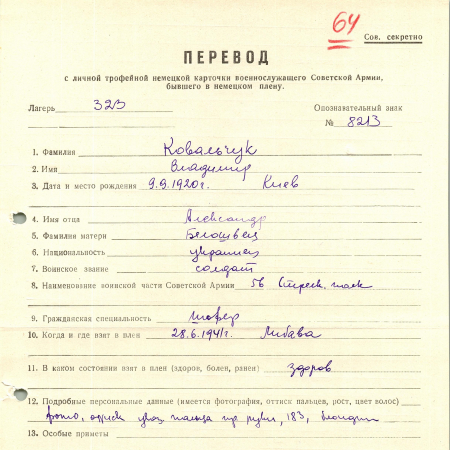 64
Сов. секретно
ПЕРЕВОД
с личной трофейной немецкой карточки военнослужащего Советской Армии,
бывшего в немецком плену.
Лагерь 323
Опознавательный знак
№ 8213
1. Фамилия Ковальчук
2. Имя Владимир
3. Дата и место рождения 9.9.1920г. Киев
4. Имя отца Александр
5. Фамилия матери Белошвец
6. Национальность украинец
7. Воинское звание солдат
8. Наименование воинской части Советской Армии 56 Стрелк. полк
9. Гражданская специальность шофер
10. Когда и где взят в плен 28.6.1941г. Либава
11. В каком состоянии взят в плен (здоров, болен, ранен) здоров
12. Подробные персональные данные (имеется фотография, оттиск пальцев, рост, цвет волос)
фото, оттиск указ пальца пр руки, 183, блондин
13. Особые приметы